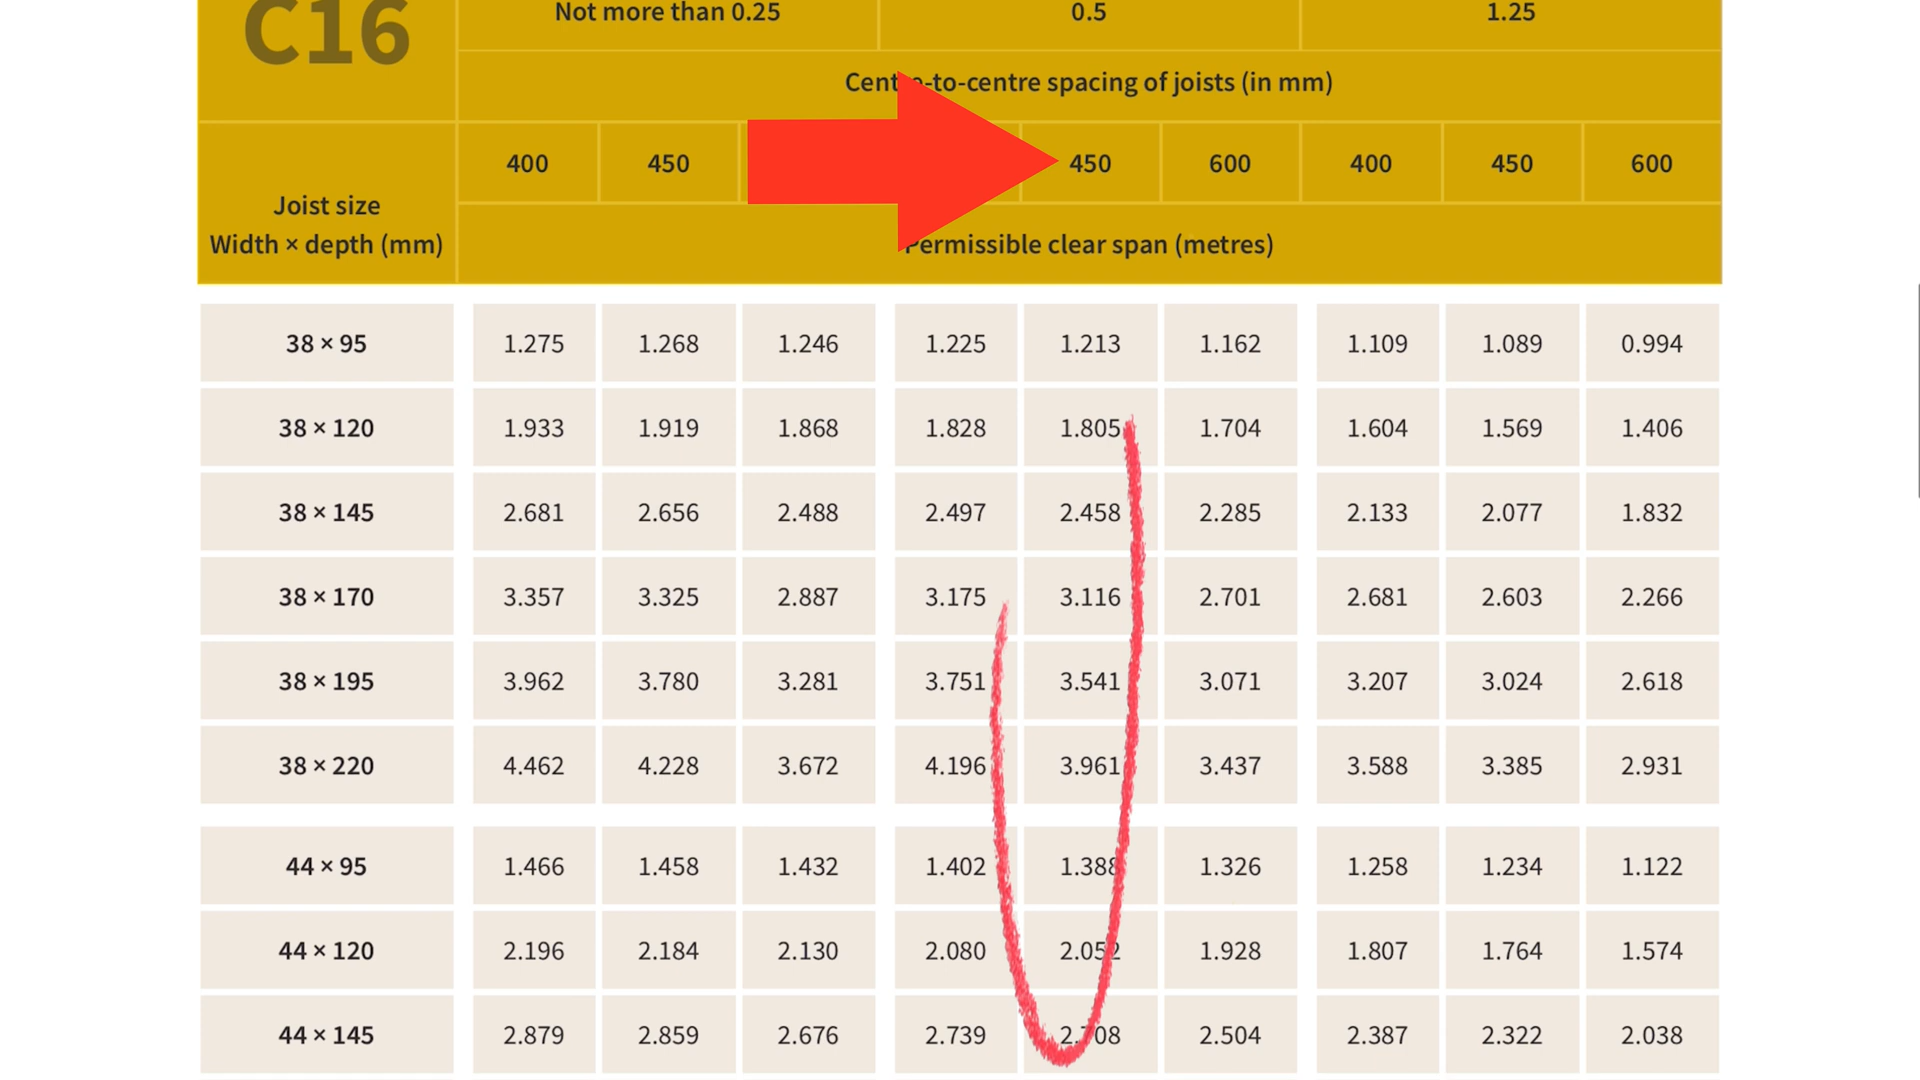 C16
Not more than 0.25 0.5 1.25
Centre-to-centre spacing of joists (in mm)
400 450 450 600 400 450 600
Joist size
Width × depth (mm)
Permissible clear span (metres)
38 × 95 1.275 1.268 1.246 1.225 1.213 1.162 1.109 1.089 0.994
38 × 120 1.933 1.919 1.868 1.828 1.805 1.704 1.604 1.569 1.406
38 × 145 2.681 2.656 2.488 2.497 2.458 2.285 2.133 2.077 1.832
38 × 170 3.357 3.325 2.887 3.175 3.116 2.701 2.681 2.603 2.266
38 × 195 3.962 3.780 3.281 3.751 3.541 3.071 3.207 3.024 2.618
38 × 220 4.462 4.228 3.672 4.196 3.961 3.437 3.588 3.385 2.931
44 × 95 1.466 1.458 1.432 1.402 1.388 1.326 1.258 1.234 1.122
44 × 120 2.196 2.184 2.130 2.080 2.052 1.928 1.807 1.764 1.574
44 × 145 2.879 2.859 2.676 2.739 2.708 2.504 2.387 2.322 2.038